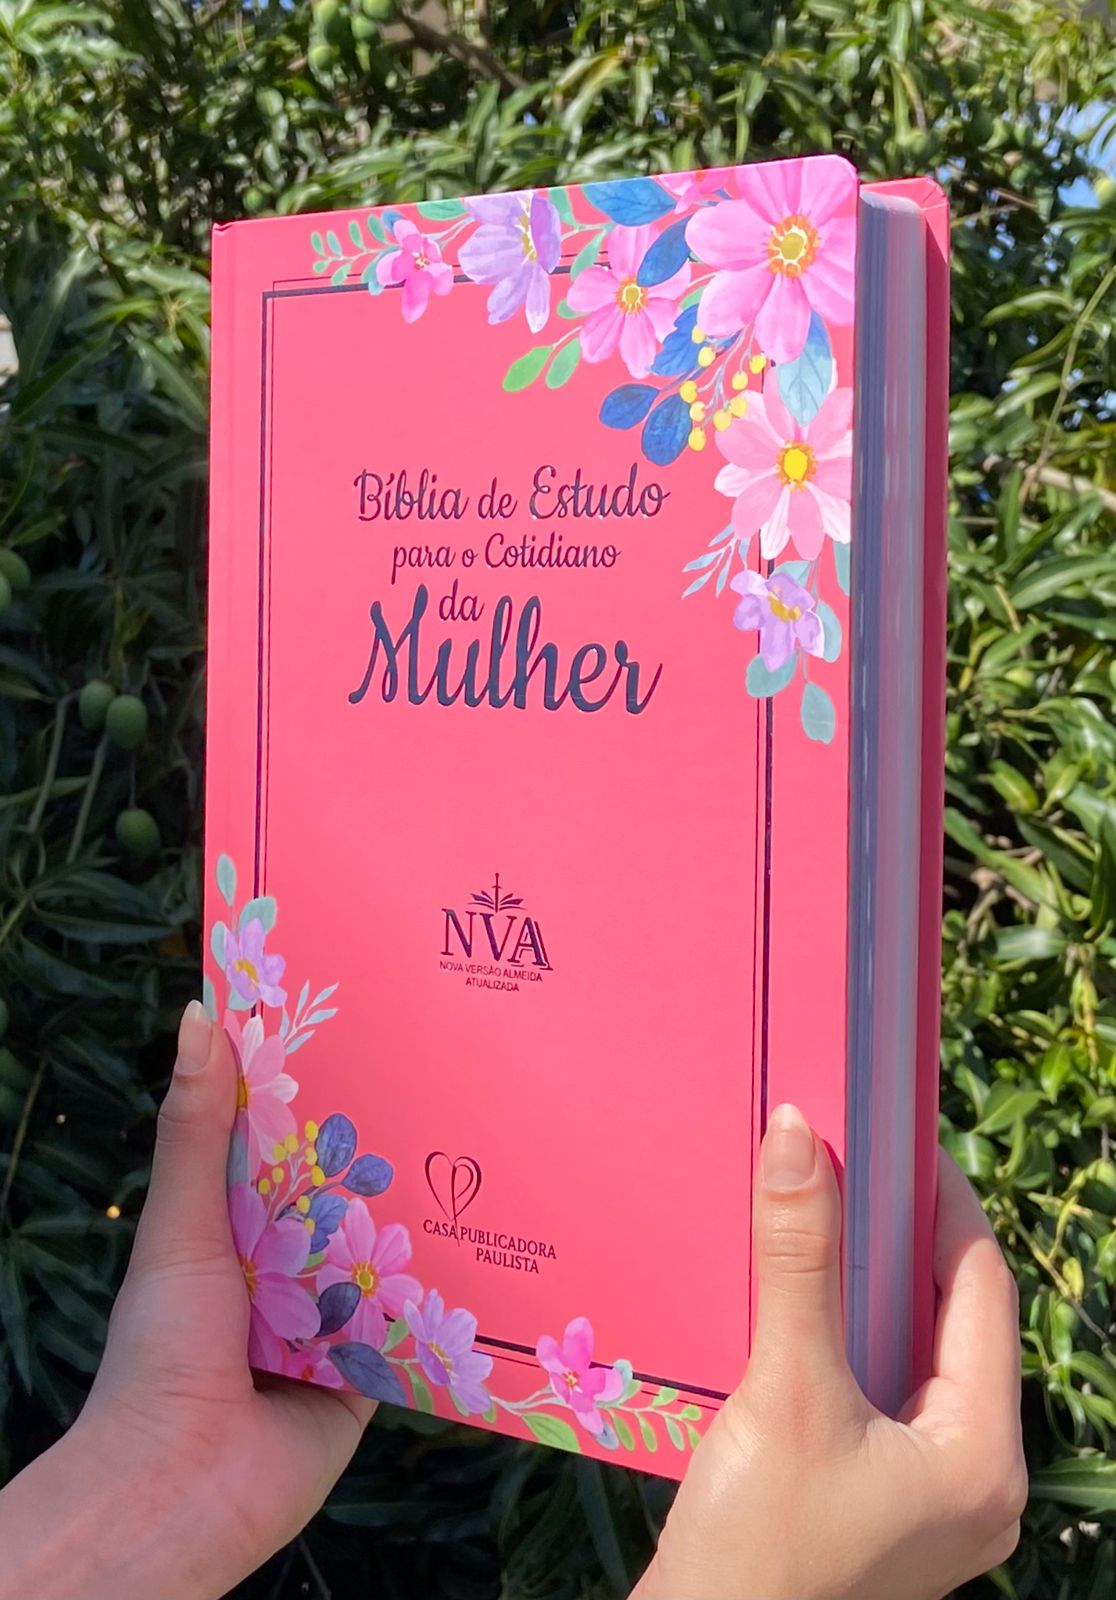 Bíblia de Estudo
para o Cotidiano
da
Mulher
NVA
NOVA VERSÃO ALMEIDA
ATUALIZADA
CASA PUBLICADORA
PAULISTA